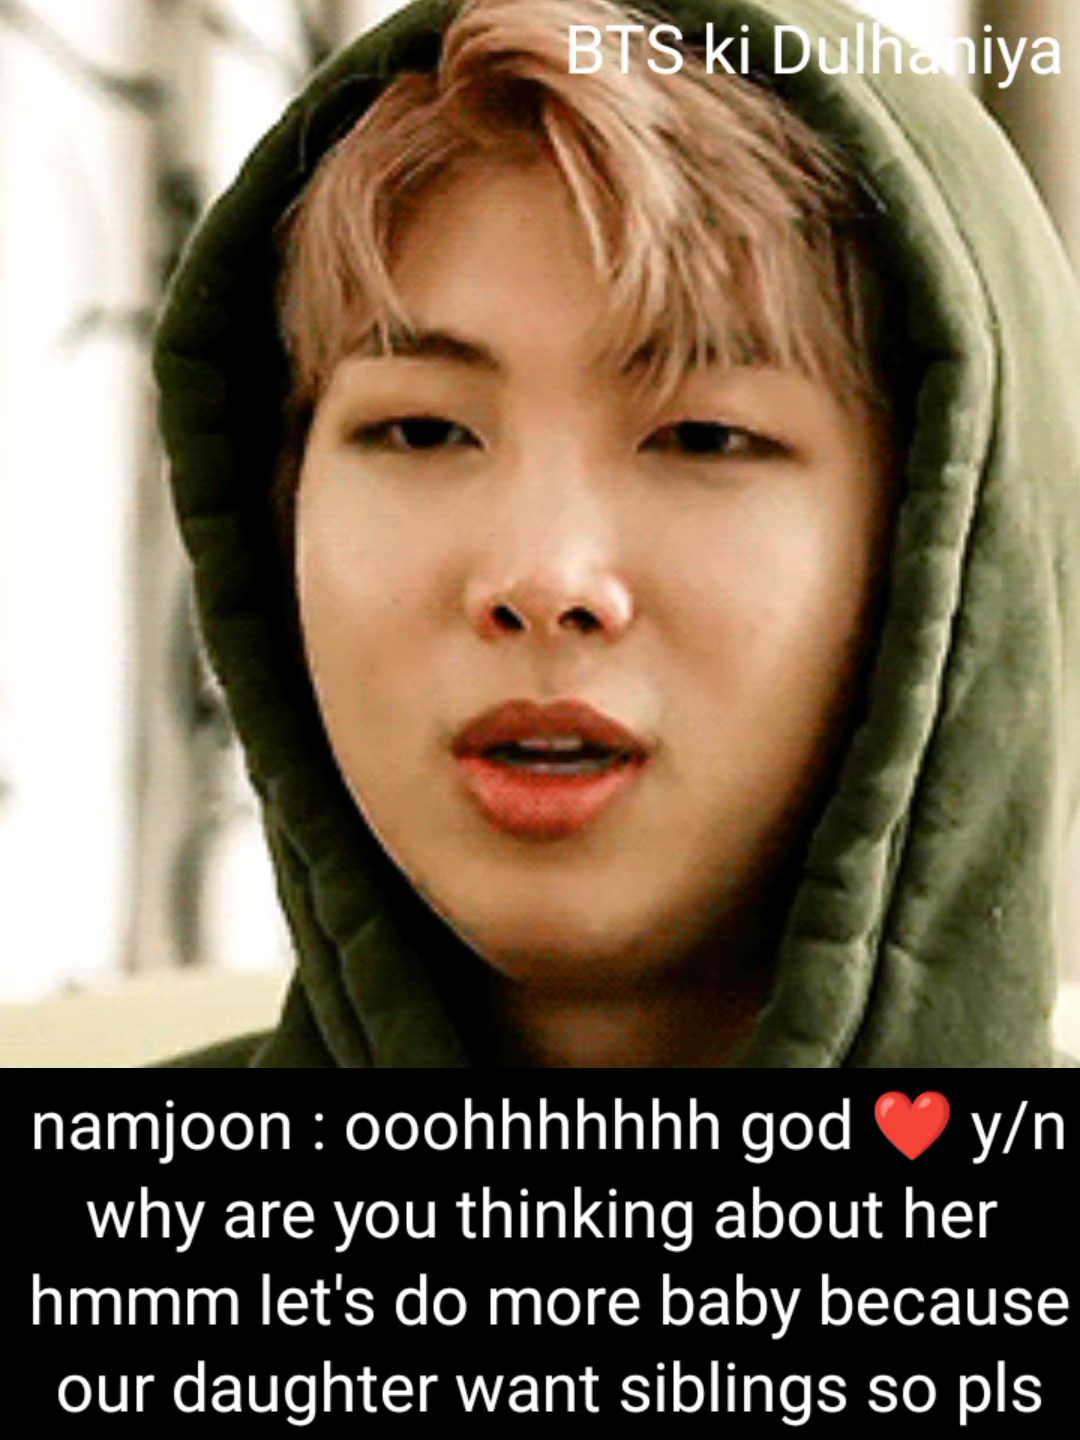 BTS ki Dulhaniya
namjoon : ooohhhhhhhh god ❤️ y/n
why are you thinking about her
hmmm let's do more baby because
our daughter want siblings so pls